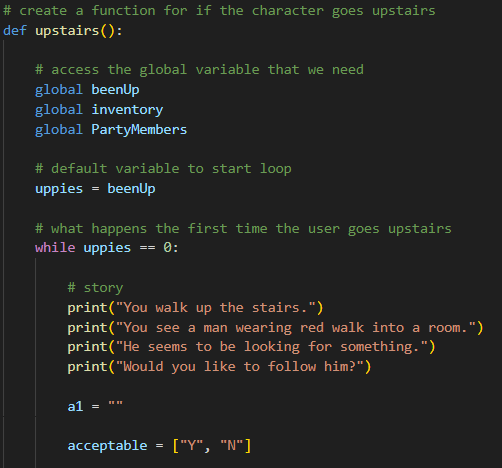 # create a function for if the character goes upstairs
def upstairs():
# access the global variable that we need
global beenUp
global inventory
global PartyMembers
# default variable to start loop
uppies = beenUp
# what happens the first time the user goes upstairs
while uppies == 0:
# story
print("You walk up the stairs.")
print("You see a man wearing red walk into a room.")
print("He seems to be looking for something.")
print("Would you like to follow him?")
a1 = ""
acceptable = ["Y", "N"]